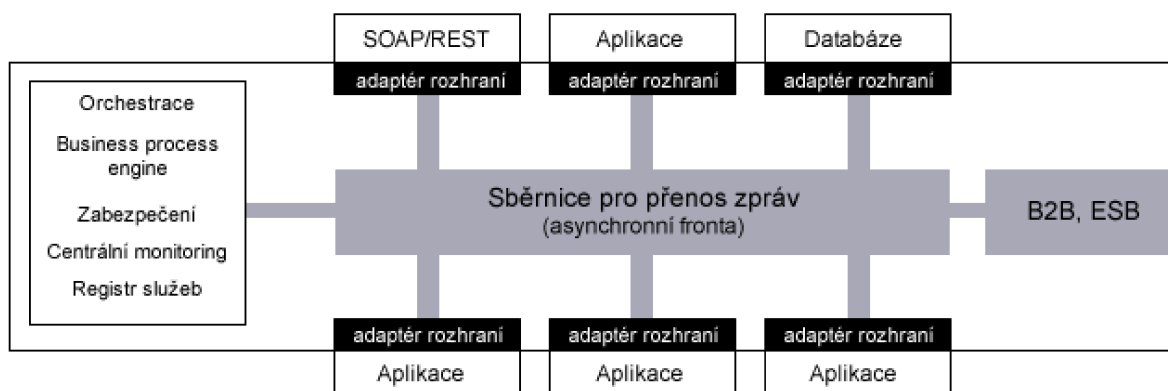 SOAP/REST
Aplikace
Databáze
adaptér rozhraní
adaptér rozhraní
adaptér rozhraní
Orchestrace
Business process
engine
Zabezpečení
Centrální monitoring
Registr služeb
Sběrnice pro přenos zpráv
(asynchronní fronta)
B2B, ESB
adaptér rozhraní
adaptér rozhraní
adaptér rozhraní
Aplikace
Aplikace
Aplikace